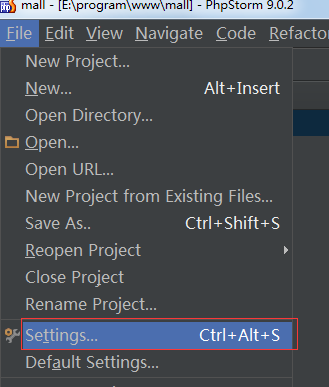 mall - [E:\program\www\mall] - PhpStorm 9.0.2
File Edit View Navigate Code Refactor
New Project...
New... Alt+Insert
Open Directory...
Open...
Open URL...
New Project from Existing Files...
Save As.. Ctrl+Shift+S
Reopen Project
Close Project
Rename Project...
Settings... Ctrl+Alt+S
Default Settings...